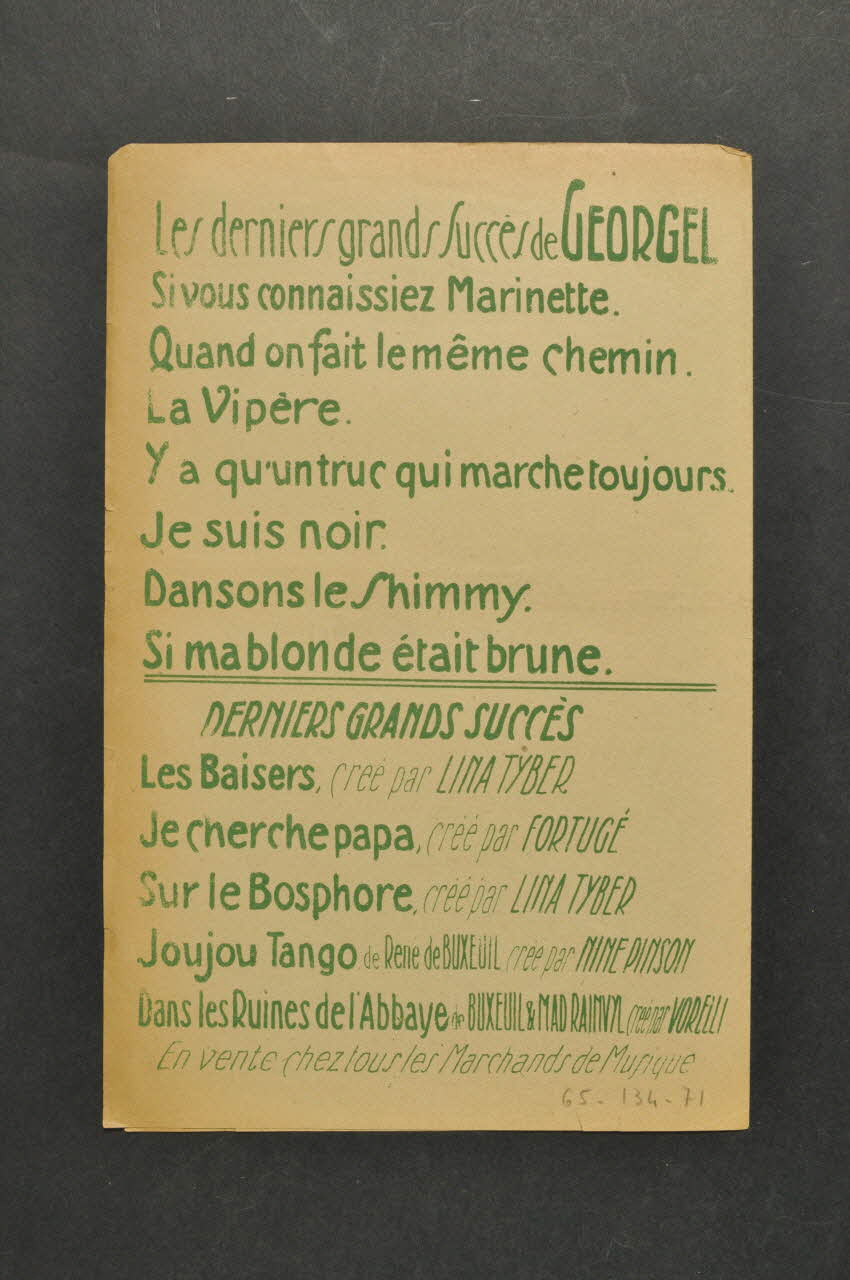 Les derniers grands succès de GEORGEL
Si vous connaissiez Marinette.
Quand on fait le même chemin.
La Vipère.
Y a qu'un truc qui marche toujours.
Je suis noir.
Dansons le Shimmy.
Si ma blonde était brune.
DERNIERS GRANDS SUCCÈS
Les Baisers, créé par LINA TYBER
Je cherche papa, créé par FORTUGÉ
Sur le Bosphore, créé par LINA TYBER
Joujou Tango de René de BUXEUIL créé par NINE PINSON
Dans les Ruines de l'Abbaye de BUXEUIL & MAD RAINVYL créé par VORELLI
En vente chez tous les Marchands de Musique
65-134-71